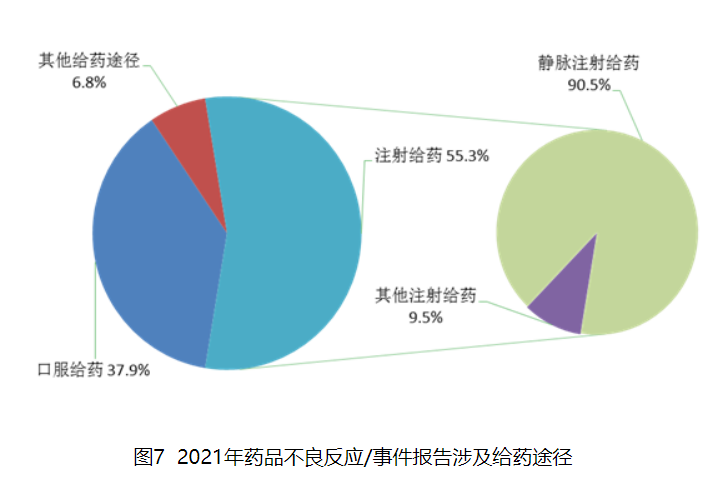 其他给药途径
6.8%
静脉注射给药
90.5%
注射给药 55.3%
其他注射给药
9.5%
口服给药 37.9%
图7 2021年药品不良反应/事件报告涉及给药途径